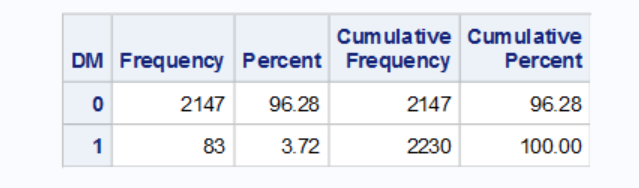 DM Frequency Percent Cumulative Frequency Cumulative Percent
0 2147 96.28 2147 96.28
1 83 3.72 2230 100.00